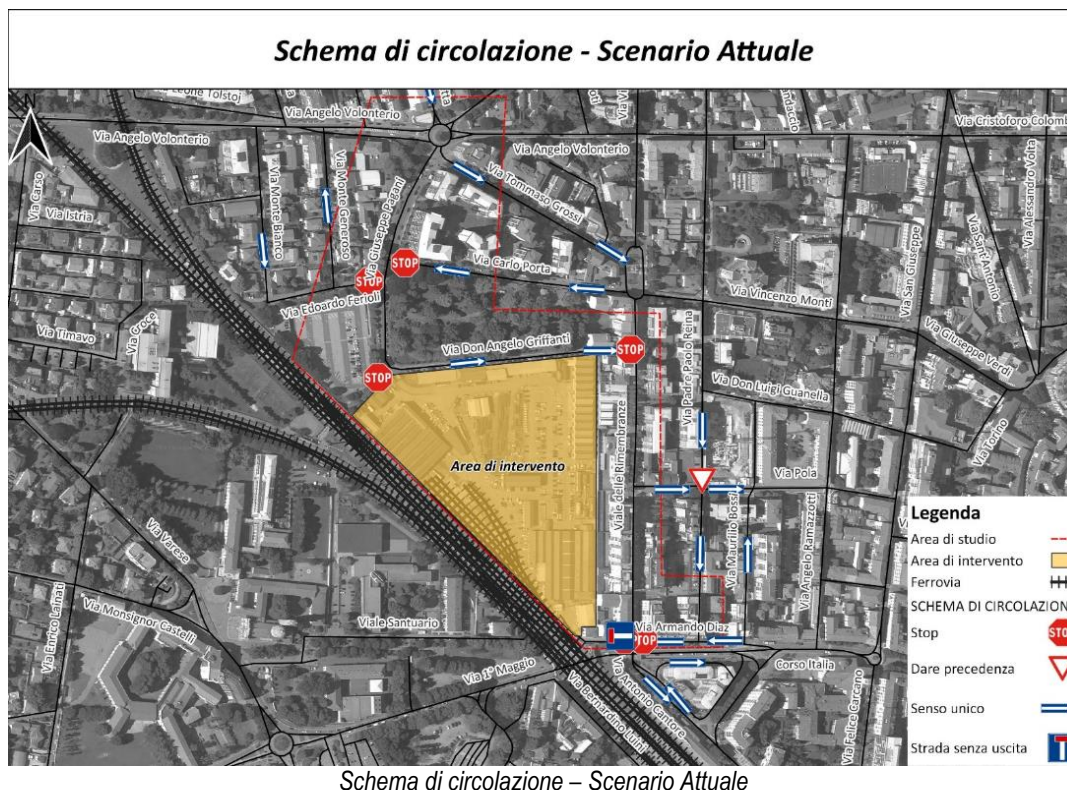 Schema di circolazione - Scenario Attuale
Via Angelo Volonterio
Via Cristoforo Colomb
Via Angelo Volonterio
Via Angelo Volonterio
Via Carso
Via Istria
Via Monte Bianco
Via Monte Generoso
Via Giuseppe Pagani
Via Tommaso Grossi
Via San Giuseppe
Via Sant'Antonio
Via Alessandro Volta
STOP
STOP
Via Carlo Porta
Via Edoardo Ferioli
Via Vincenzo Monti
Via Timavo
Via Croce
Via Don Angelo Griffanti
STOP
STOP
Via Padre Paolo Reina
Via Giuseppe Verdi
Via Don Luigi Guanella
Via Torino
Area di intervento
Viale delle Rimembranze
Via Pola
Via Maurilio Bossi
Via Angelo Ramazzotti
Via Varese
Via Enrico Lainati
Via Monsignor Castelli
Viale Santuario
Via Armando Diaz
Via 1° Maggio
Via Bernardino Luini
Via Antonio Cantore
Corso Italia
Via Felice Carcano
Legenda
Area di studio
Area di intervento
Ferrovia
SCHEMA DI CIRCOLAZION
Stop
STO
Dare precedenza
Senso unico
Strada senza uscita
Schema di circolazione – Scenario Attuale